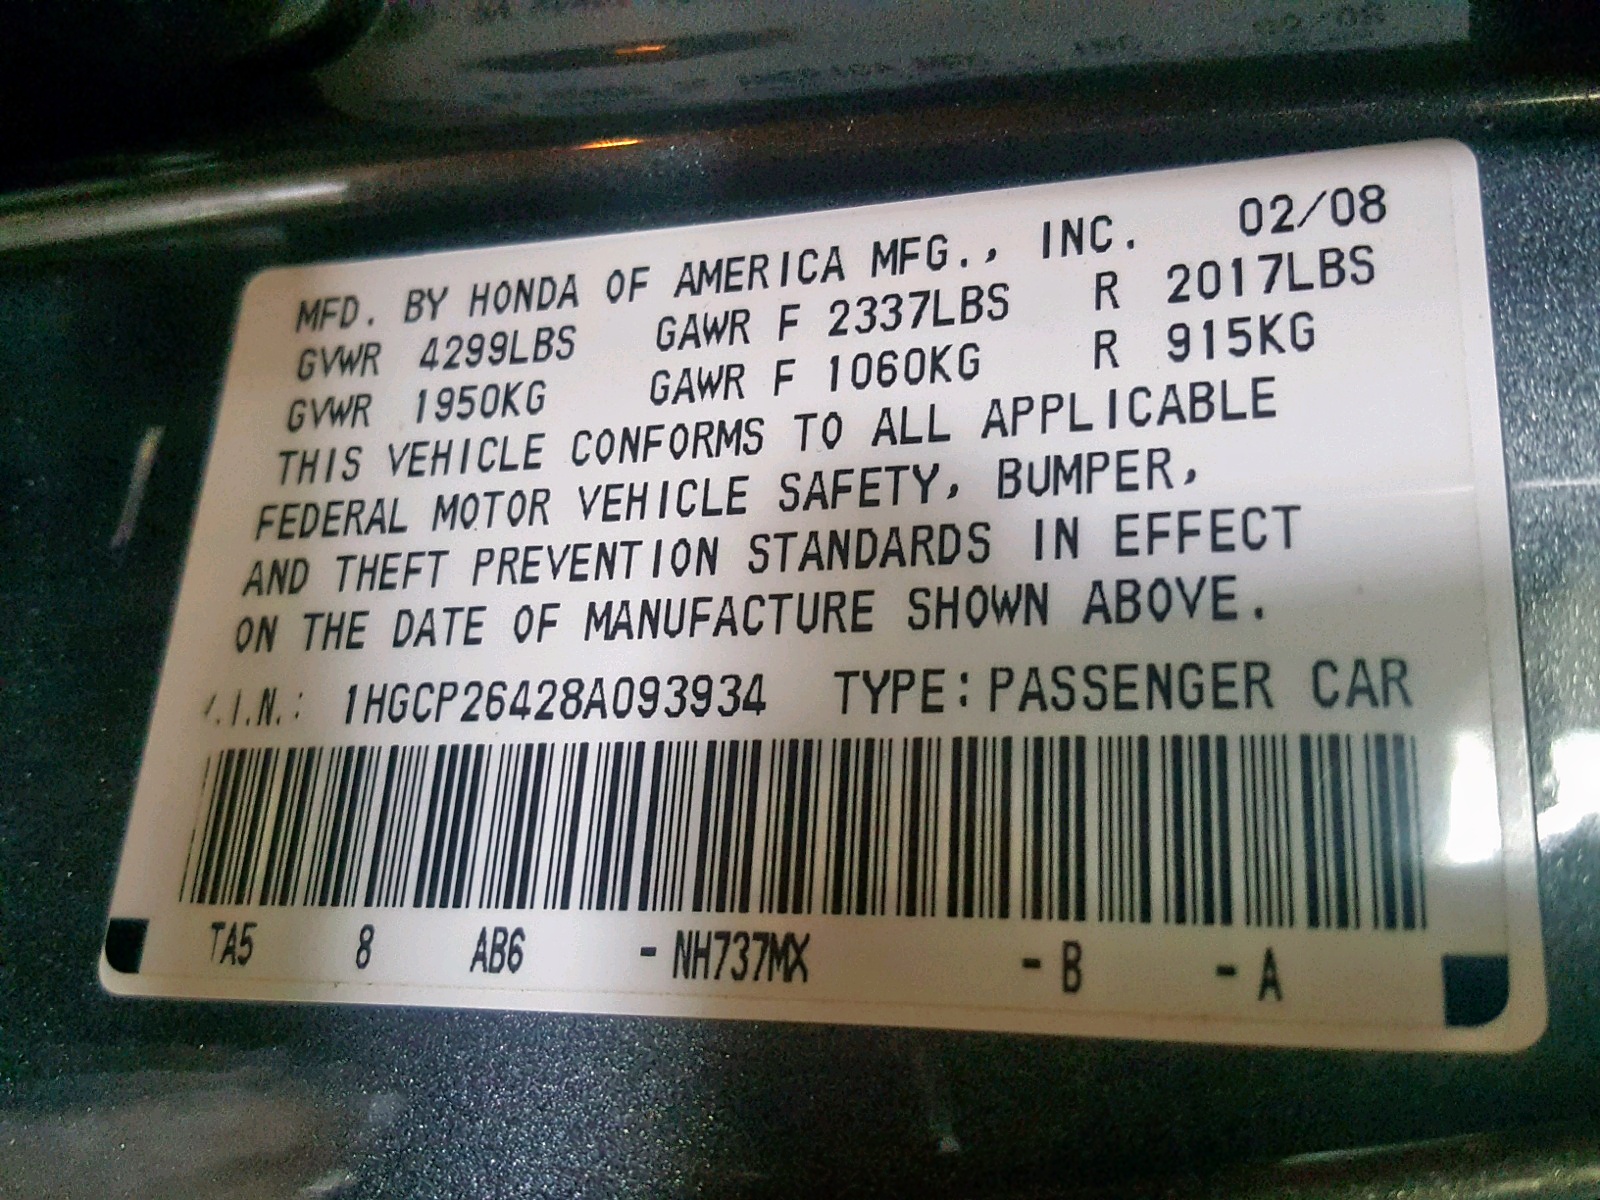 MFD. BY HONDA OF AMERICA MFG., INC. 02/08
GVWR 4299LBS GAWR F 2337LBS R 2017LBS
GVWR 1950KG GAWR F 1060KG R 915KG
THIS VEHICLE CONFORMS TO ALL APPLICABLE
FEDERAL MOTOR VEHICLE SAFETY, BUMPER,
AND THEFT PREVENTION STANDARDS IN EFFECT
ON THE DATE OF MANUFACTURE SHOWN ABOVE.
V.I.N.: 1HGCP26428A093934 TYPE: PASSENGER CAR
TA5 8 AB6 - NH737MX - B - A